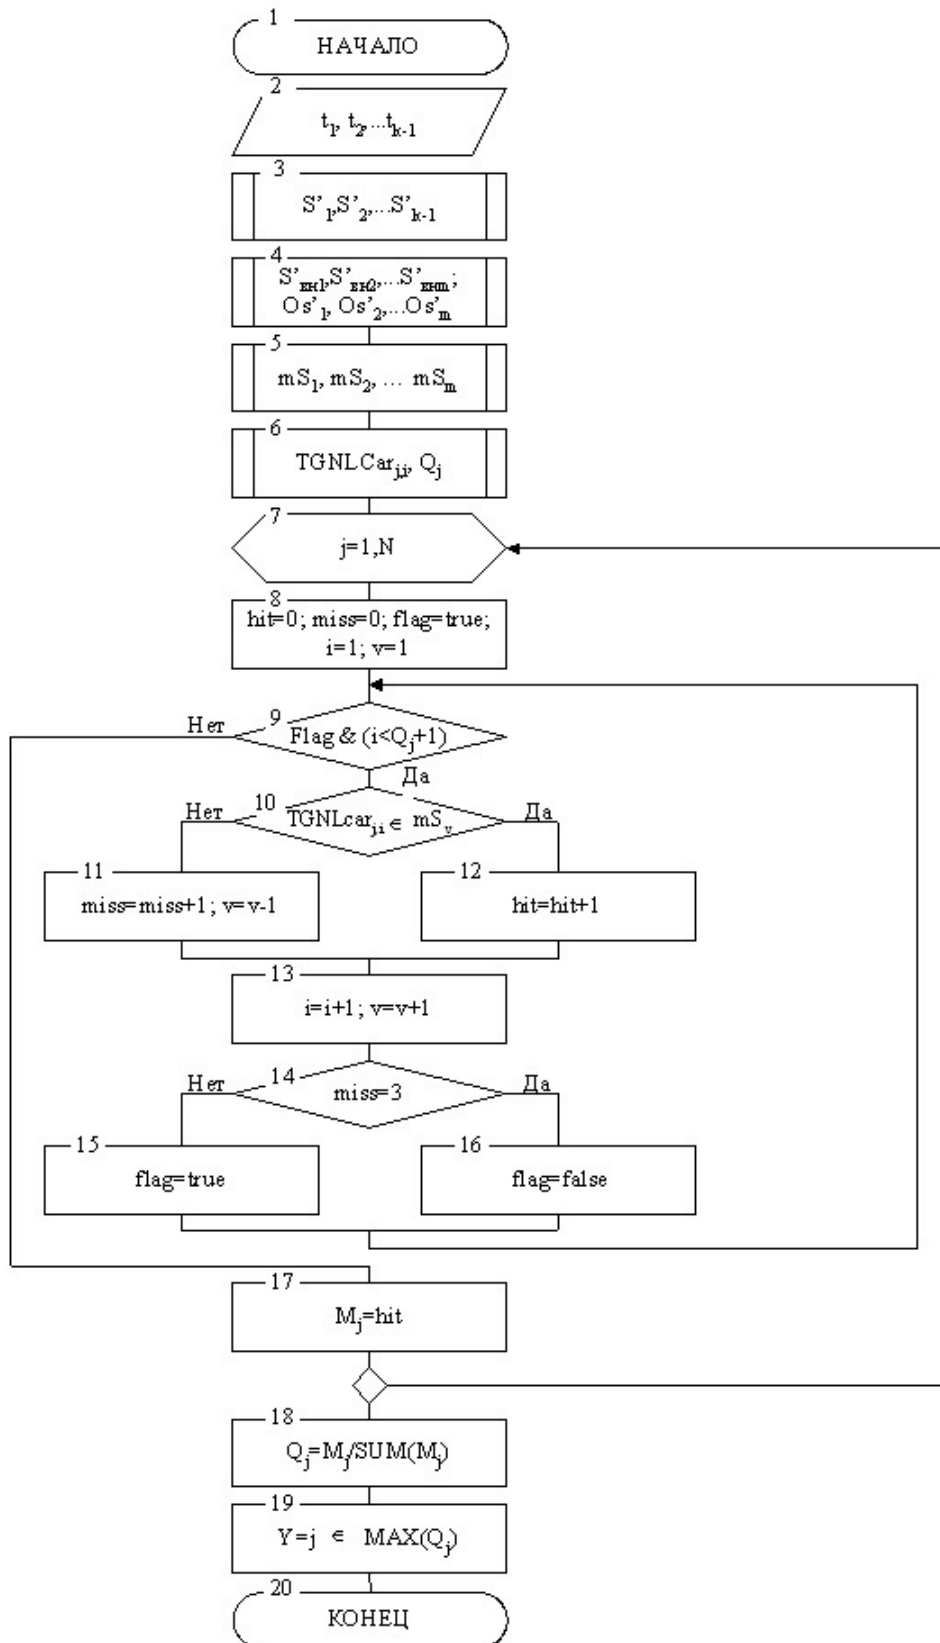 1
НАЧАЛО
2
t₁, t₂,...tₖ₋₁
3
S'₁,S'₂,...S'ₖ₋₁
4
S'вн1,S'вн2,...S'внm;
Os'₁, Os'₂,...Os'ₘ
5
mS₁, mS₂, ... mSₘ
6
TGNLCarⱼ,ᵢ, Qⱼ
7
j=1,N
8
hit=0; miss=0; flag=true;
i=1; v=1
Нет
9
Flag & (i<Qⱼ+1)
Да
Нет
10
TGNLcarⱼ,ᵢ ∈ mSᵥ
Да
11
miss=miss+1; v=v-1
12
hit=hit+1
13
i=i+1; v=v+1
Нет
14
miss=3
Да
15
flag=true
16
flag=false
17
Mⱼ=hit
18
Qⱼ=Mⱼ/SUM(Mⱼ)
19
Y=j ∈ MAX(Qⱼ)
20
КОНЕЦ